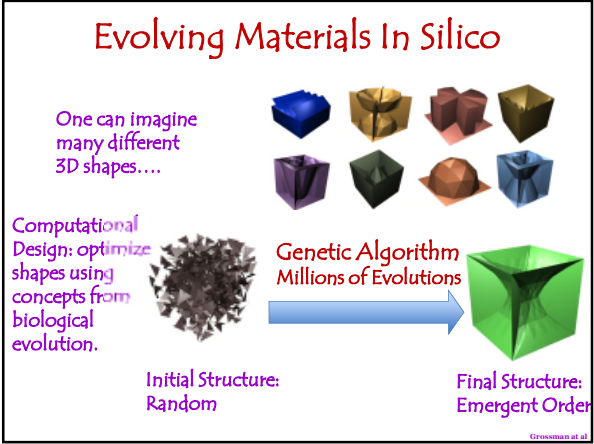 Evolving Materials In Silico
One can imagine
many different
3D shapes....
Computational
Design: optimize
shapes using
concepts from
biological
evolution.
Genetic Algorithm
Millions of Evolutions
Initial Structure:
Random
Final Structure:
Emergent Order
Grossman at al